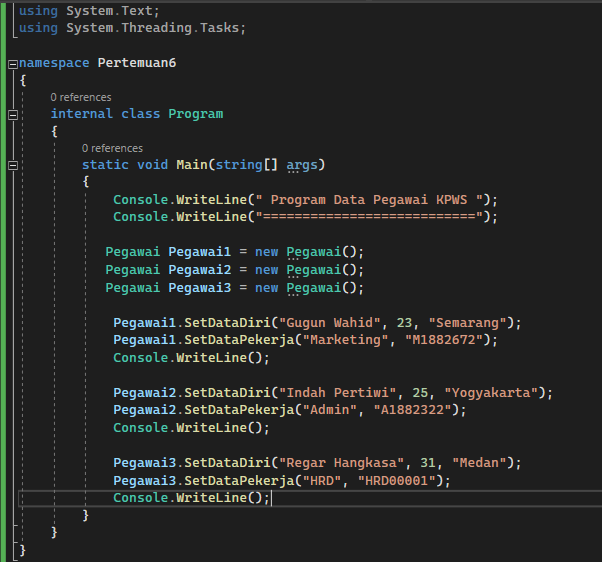 using System.Text;
using System.Threading.Tasks;
namespace Pertemuan6
{
0 references
internal class Program
{
0 references
static void Main(string[] args)
{
Console.WriteLine(" Program Data Pegawai KPWS ");
Console.WriteLine("===========================");
Pegawai Pegawai1 = new Pegawai();
Pegawai Pegawai2 = new Pegawai();
Pegawai Pegawai3 = new Pegawai();
Pegawai1.SetDataDiri("Gugun Wahid", 23, "Semarang");
Pegawai1.SetDataPekerja("Marketing", "M1882672");
Console.WriteLine();
Pegawai2.SetDataDiri("Indah Pertiwi", 25, "Yogyakarta");
Pegawai2.SetDataPekerja("Admin", "A1882322");
Console.WriteLine();
Pegawai3.SetDataDiri("Regar Hangkasa", 31, "Medan");
Pegawai3.SetDataPekerja("HRD", "HRD00001");
Console.WriteLine();
}
}
}